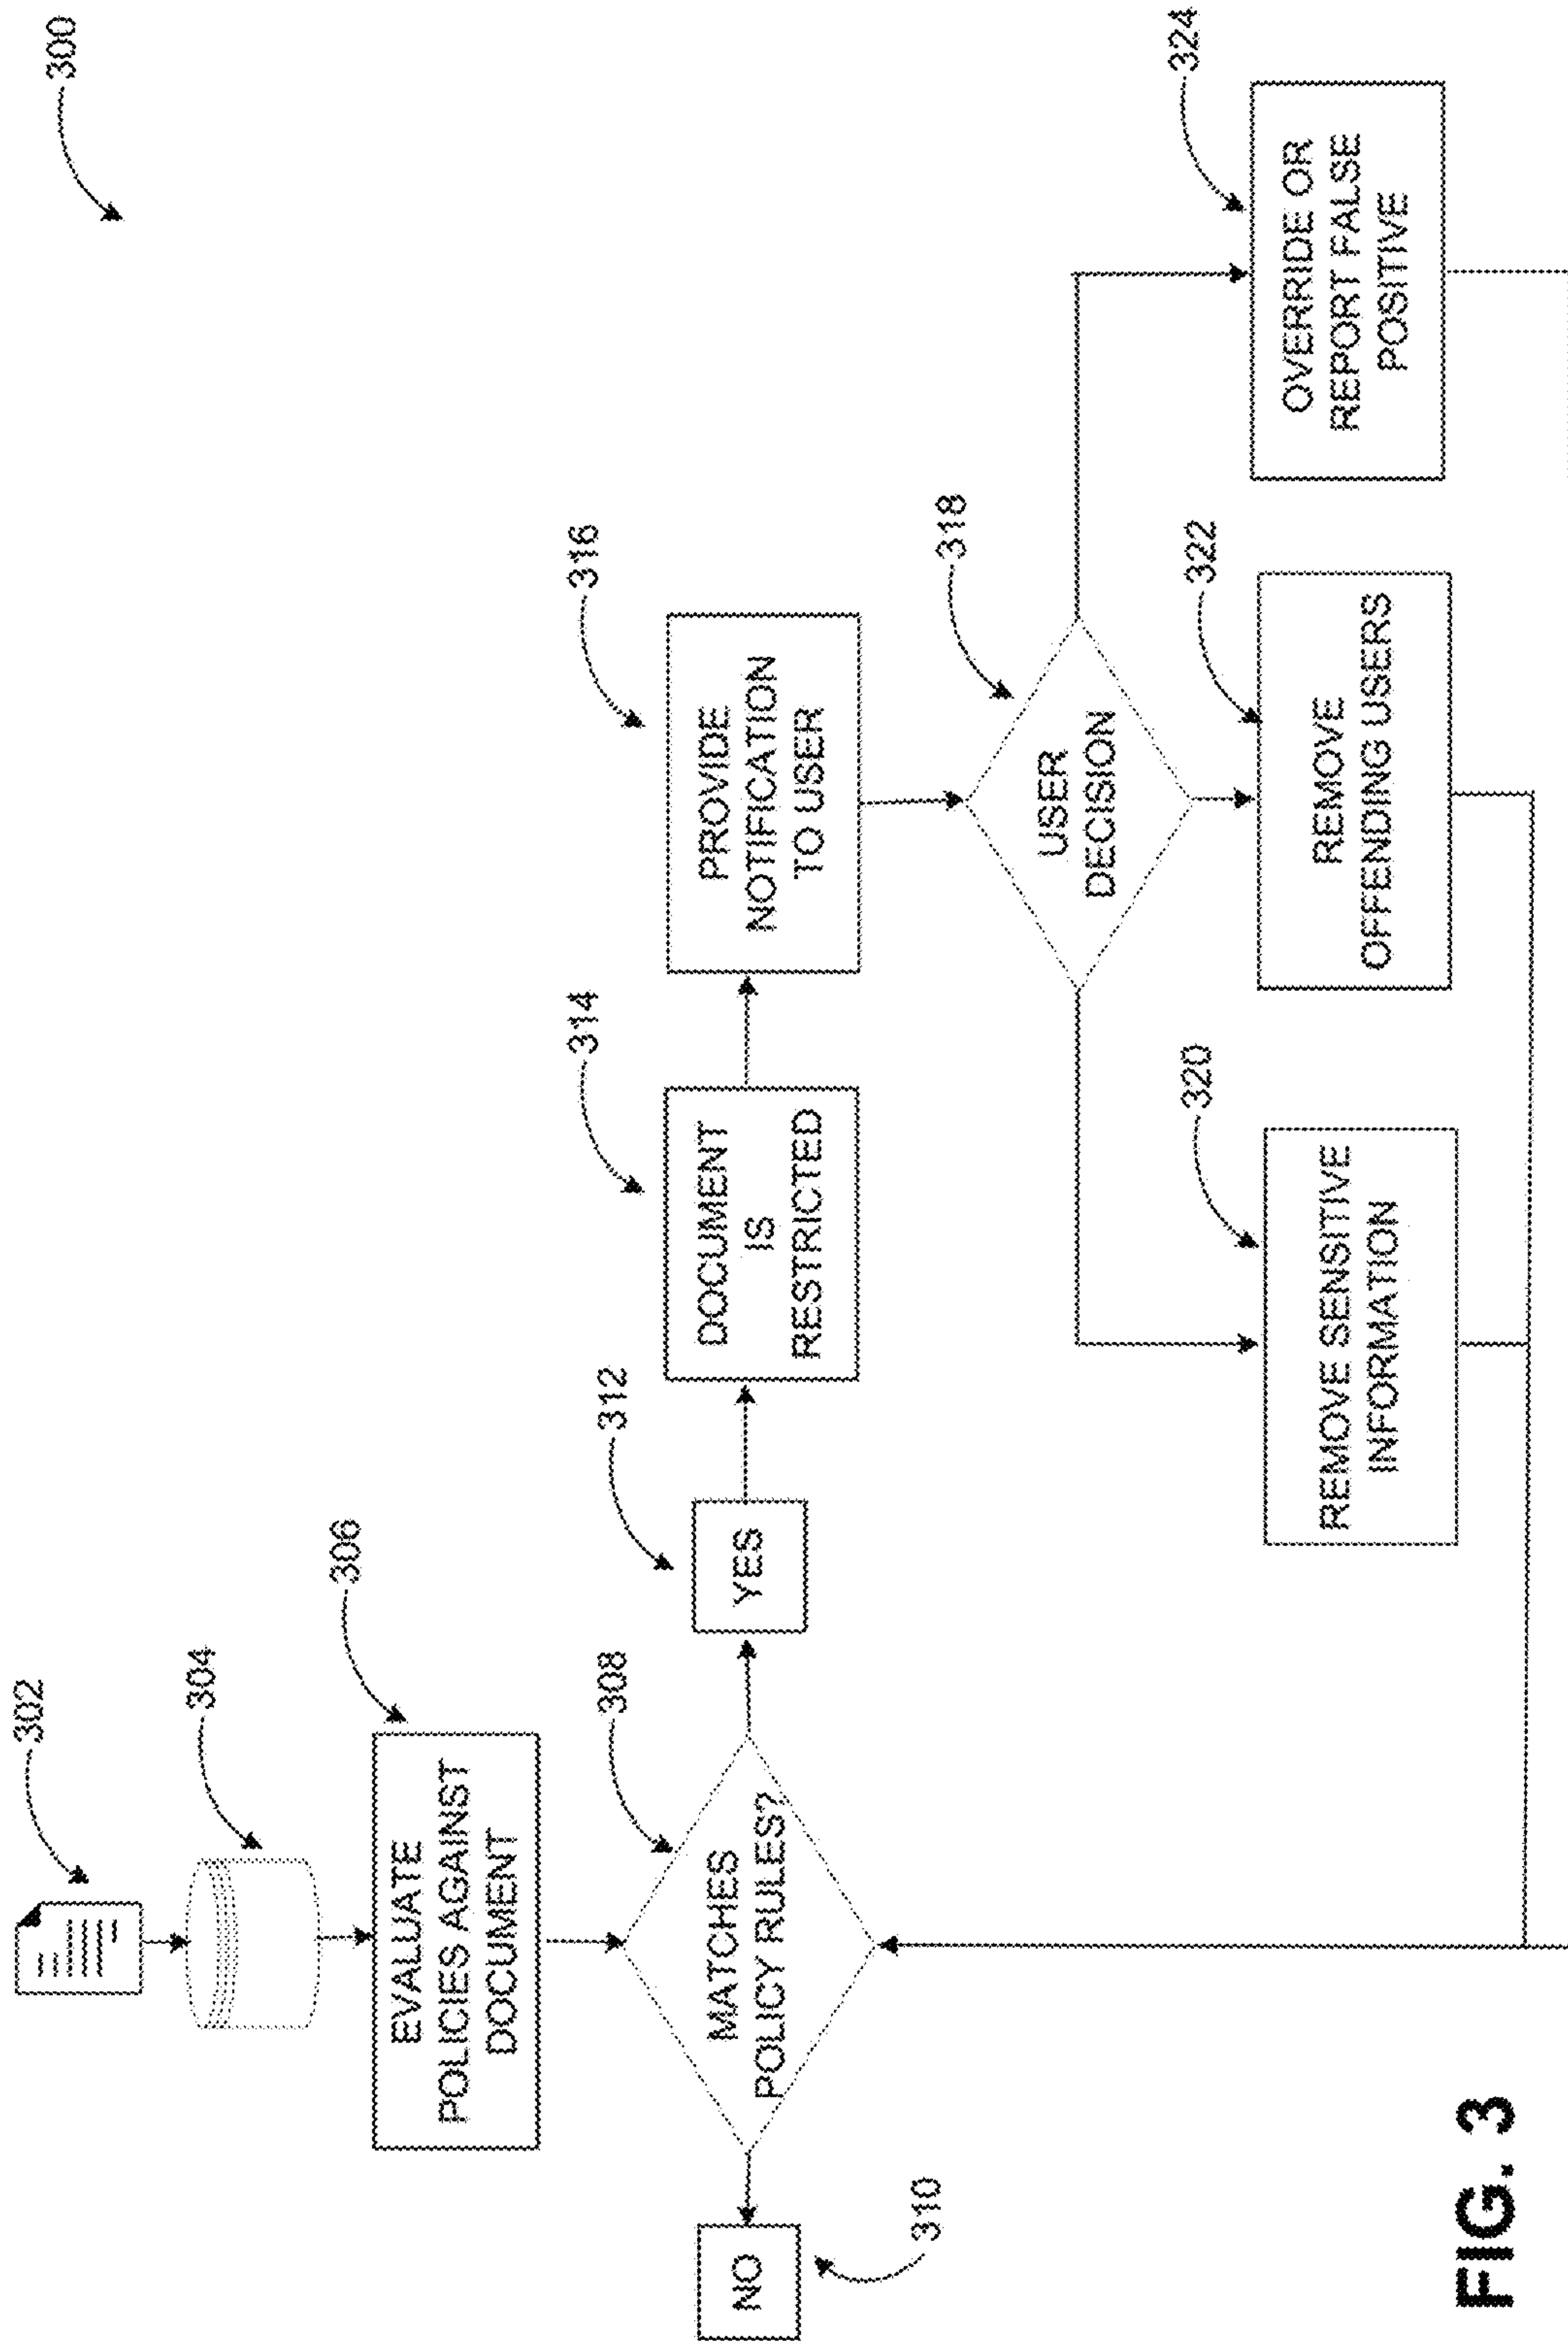 300
302
304
306
EVALUATE
POLICIES AGAINST
DOCUMENT
308
MATCHES
POLICY RULES?
NO
310
312
YES
314
DOCUMENT
IS
RESTRICTED
316
PROVIDE
NOTIFICATION
TO USER
318
USER
DECISION
320
REMOVE SENSITIVE
INFORMATION
322
REMOVE
OFFENDING USERS
324
OVERRIDE OR
REPORT FALSE
POSITIVE
FIG. 3